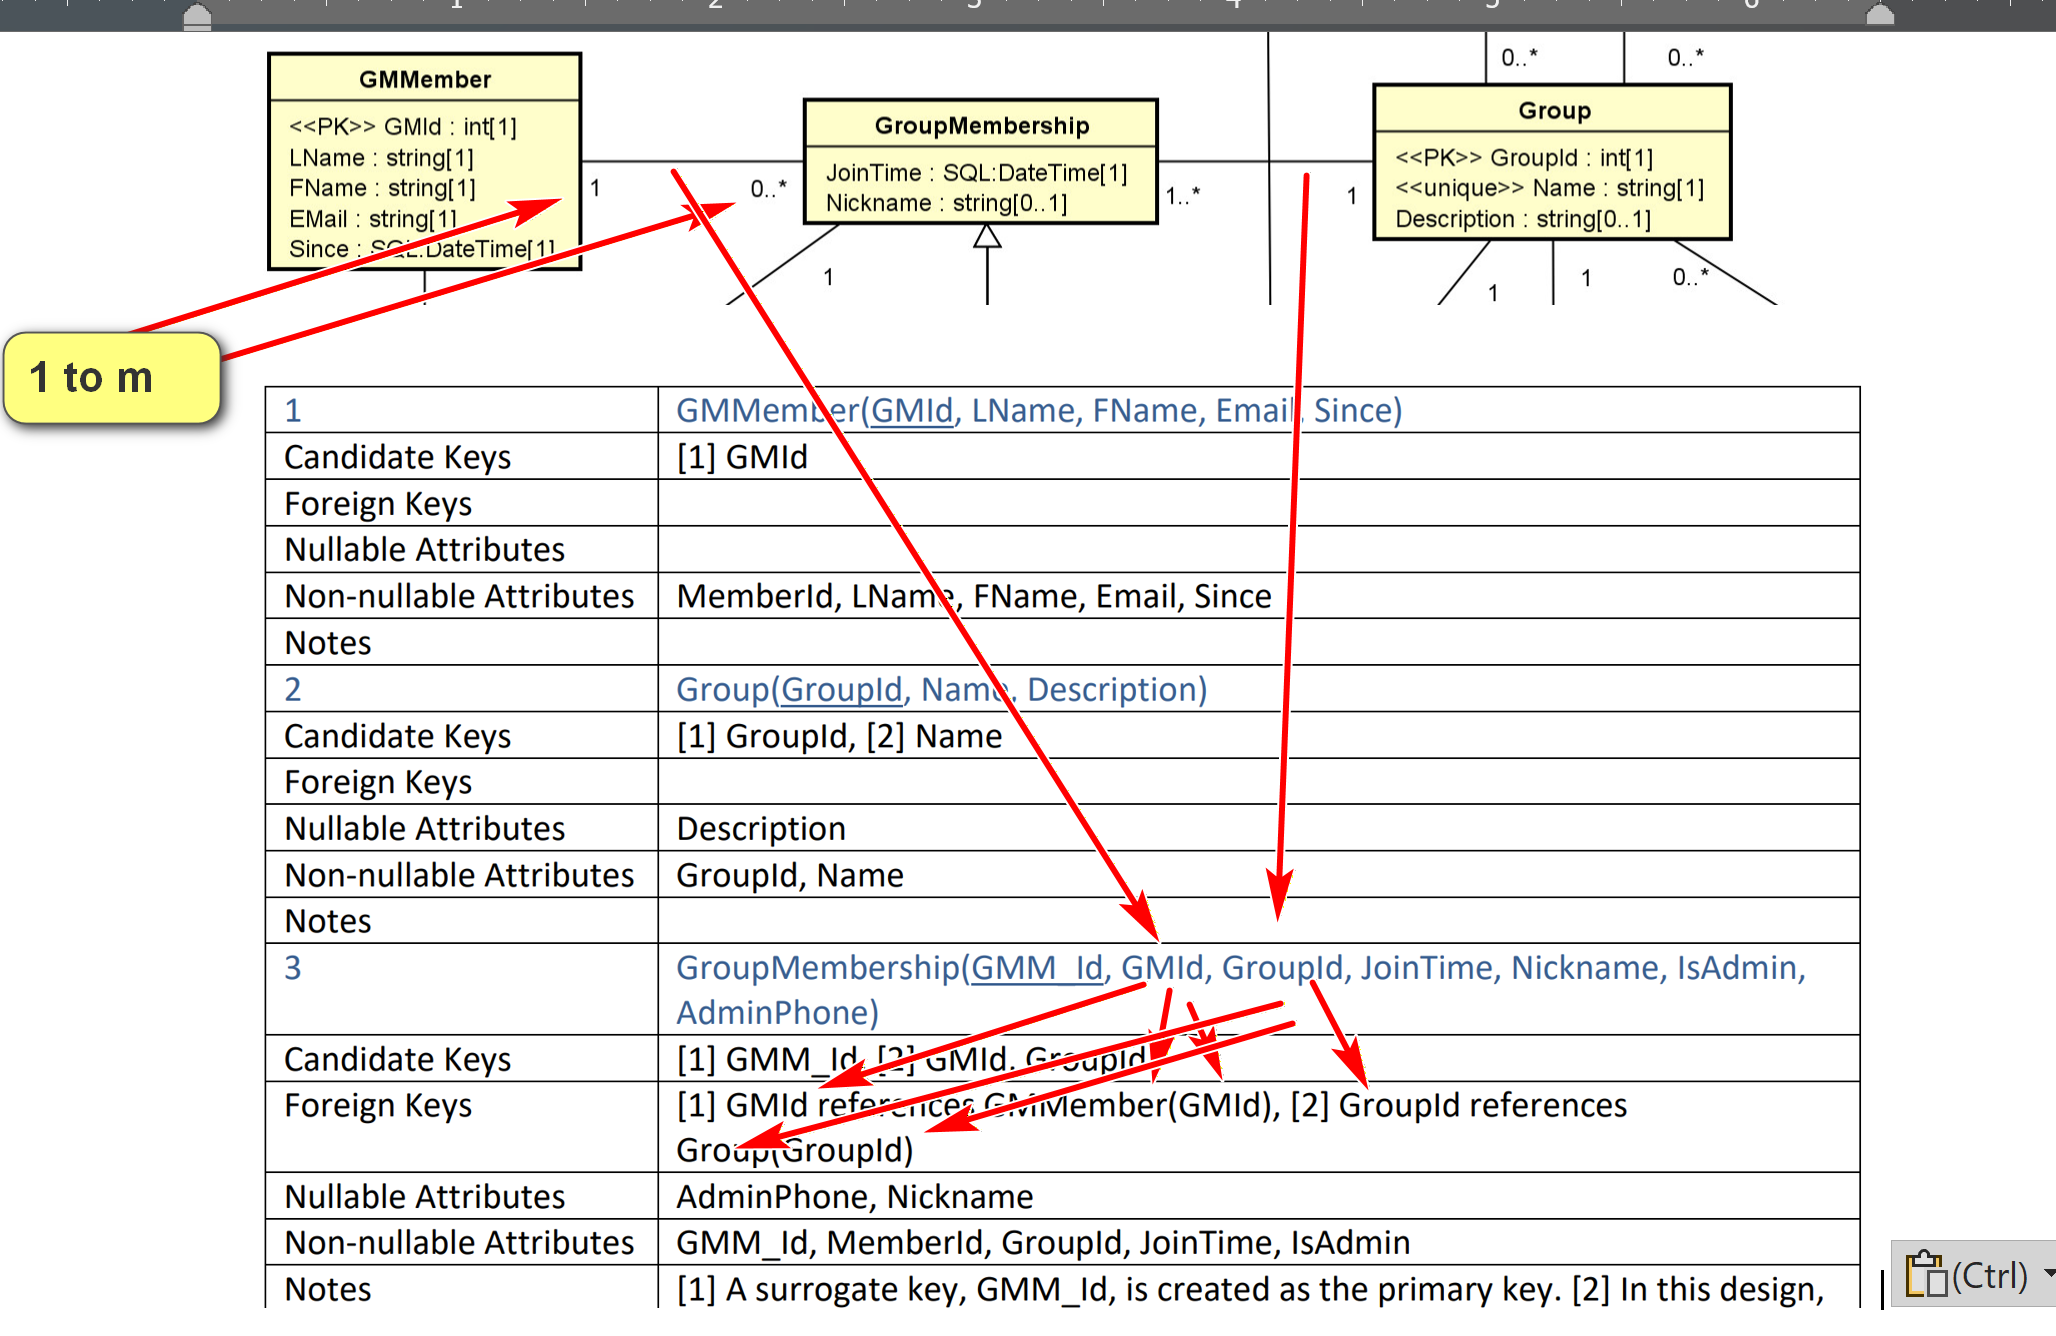 1 2 3 4 5 6
0..*
0..*
GMMember
<<PK>> GMId : int[1]
LName : string[1]
FName : string[1]
EMail : string[1]
Since : SQL:DateTime[1]
1
0..*
GroupMembership
JoinTime : SQL:DateTime[1]
Nickname : string[0..1]
1..*
1
Group
<<PK>> GroupId : int[1]
<<unique>> Name : string[1]
Description : string[0..1]
1
1
1
0..*
1 to m
1 GMMember(GMId, LName, FName, Email, Since)
Candidate Keys [1] GMId
Foreign Keys
Nullable Attributes
Non-nullable Attributes MemberId, LName, FName, Email, Since
Notes
2 Group(GroupId, Name, Description)
Candidate Keys [1] GroupId, [2] Name
Foreign Keys
Nullable Attributes Description
Non-nullable Attributes GroupId, Name
Notes
3 GroupMembership(GMM_Id, GMId, GroupId, JoinTime, Nickname, IsAdmin,
AdminPhone)
Candidate Keys [1] GMM_Id, [2] GMId, GroupId
Foreign Keys [1] GMId references GMMember(GMId), [2] GroupId references
Group(GroupId)
Nullable Attributes AdminPhone, Nickname
Non-nullable Attributes GMM_Id, MemberId, GroupId, JoinTime, IsAdmin
Notes [1] A surrogate key, GMM_Id, is created as the primary key. [2] In this design,
(Ctrl)